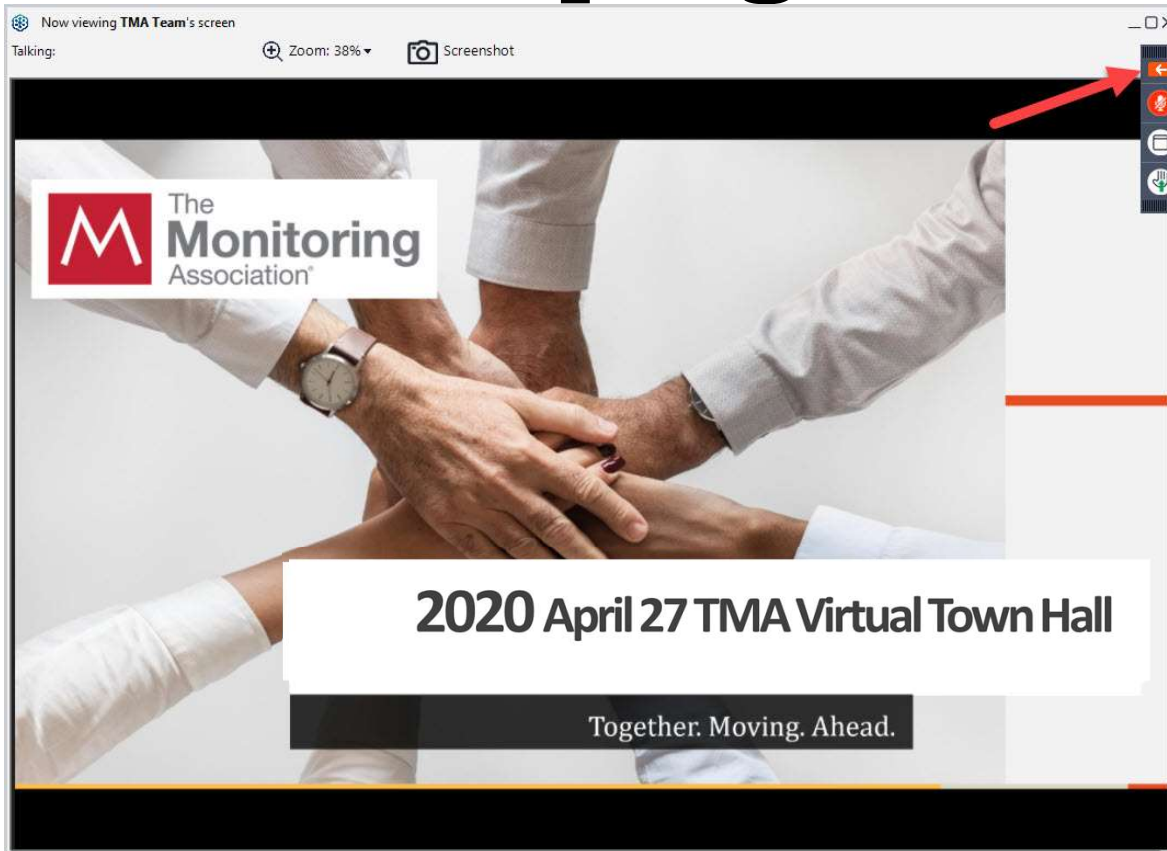 Now viewing TMA Team's screen
Talking:
Zoom: 38%
Screenshot
The
Monitoring
Association®
2020 April 27 TMA Virtual Town Hall
Together. Moving. Ahead.